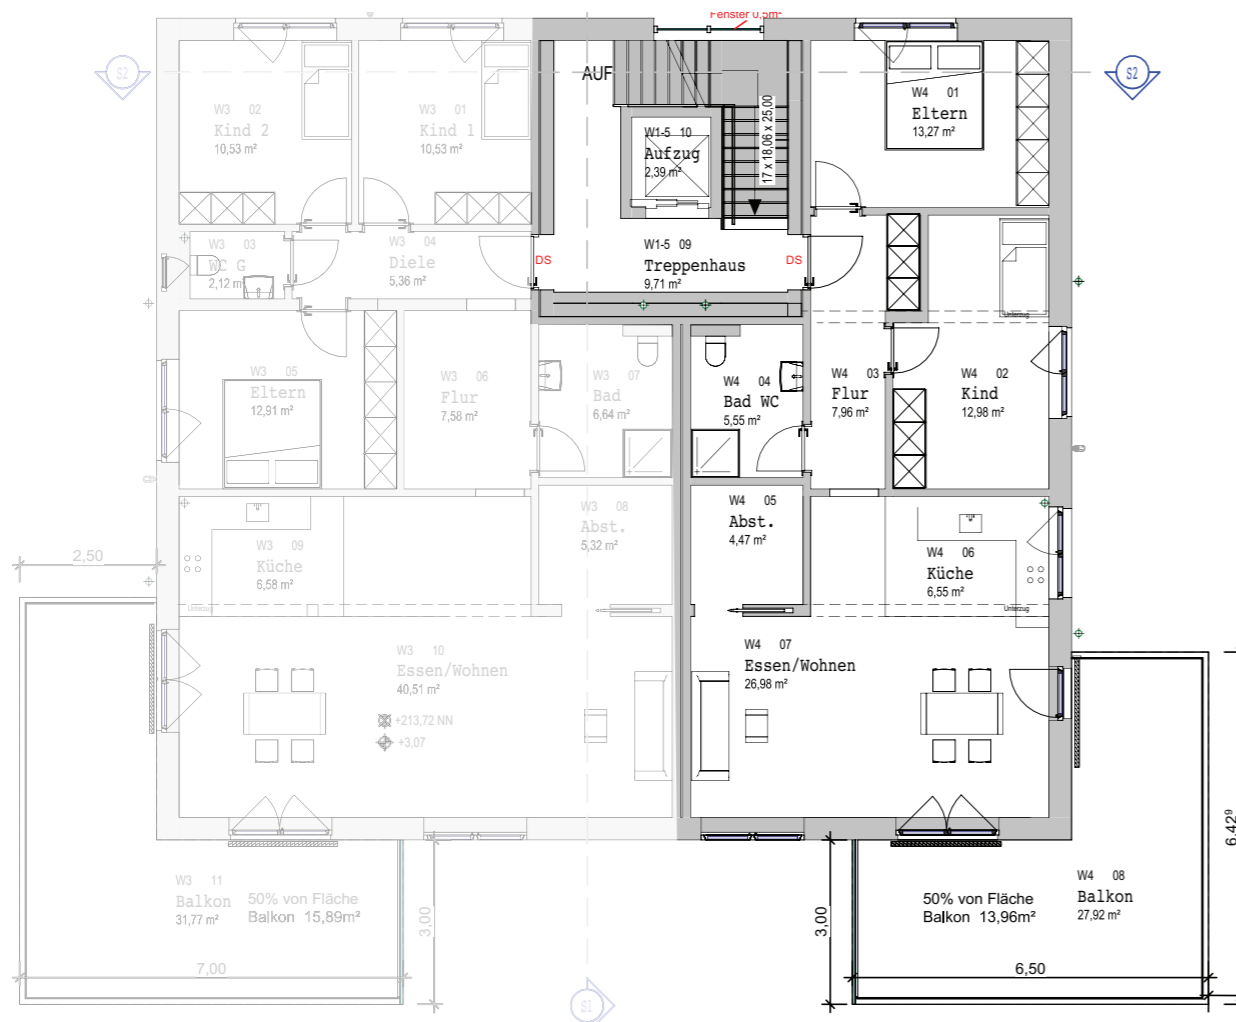 Fenster 0,5m²
S2
S2
AUF
17 x 18,06 x 25,00
W3 02
Kind 2
10,53 m²
W3 01
Kind 1
10,53 m²
W1-5 10
Aufzug
2,39 m²
W4 01
Eltern
13,27 m²
W3 03
WC G
2,12 m²
W3 04
Diele
5,36 m²
DS
W1-5 09
Treppenhaus
9,71 m²
DS
Unterzug
W3 05
Eltern
12,91 m²
W3 06
Flur
7,58 m²
W3 07
Bad
6,64 m²
W4 04
Bad WC
5,55 m²
W4 03
Flur
7,96 m²
W4 02
Kind
12,98 m²
W3 08
Abst.
5,32 m²
W4 05
Abst.
4,47 m²
2,50
W3 09
Küche
6,58 m²
W4 06
Küche
6,55 m²
Unterzug
Unterzug
W3 10
Essen/Wohnen
40,51 m²
+213,72 NN
+3,07
W4 07
Essen/Wohnen
26,98 m²
W3 11
Balkon
31,77 m²
50% von Fläche
Balkon 15,89m²
3,00
7,00
3,00
50% von Fläche
Balkon 13,96m²
W4 08
Balkon
27,92 m²
6,50
6,42⁹
S1